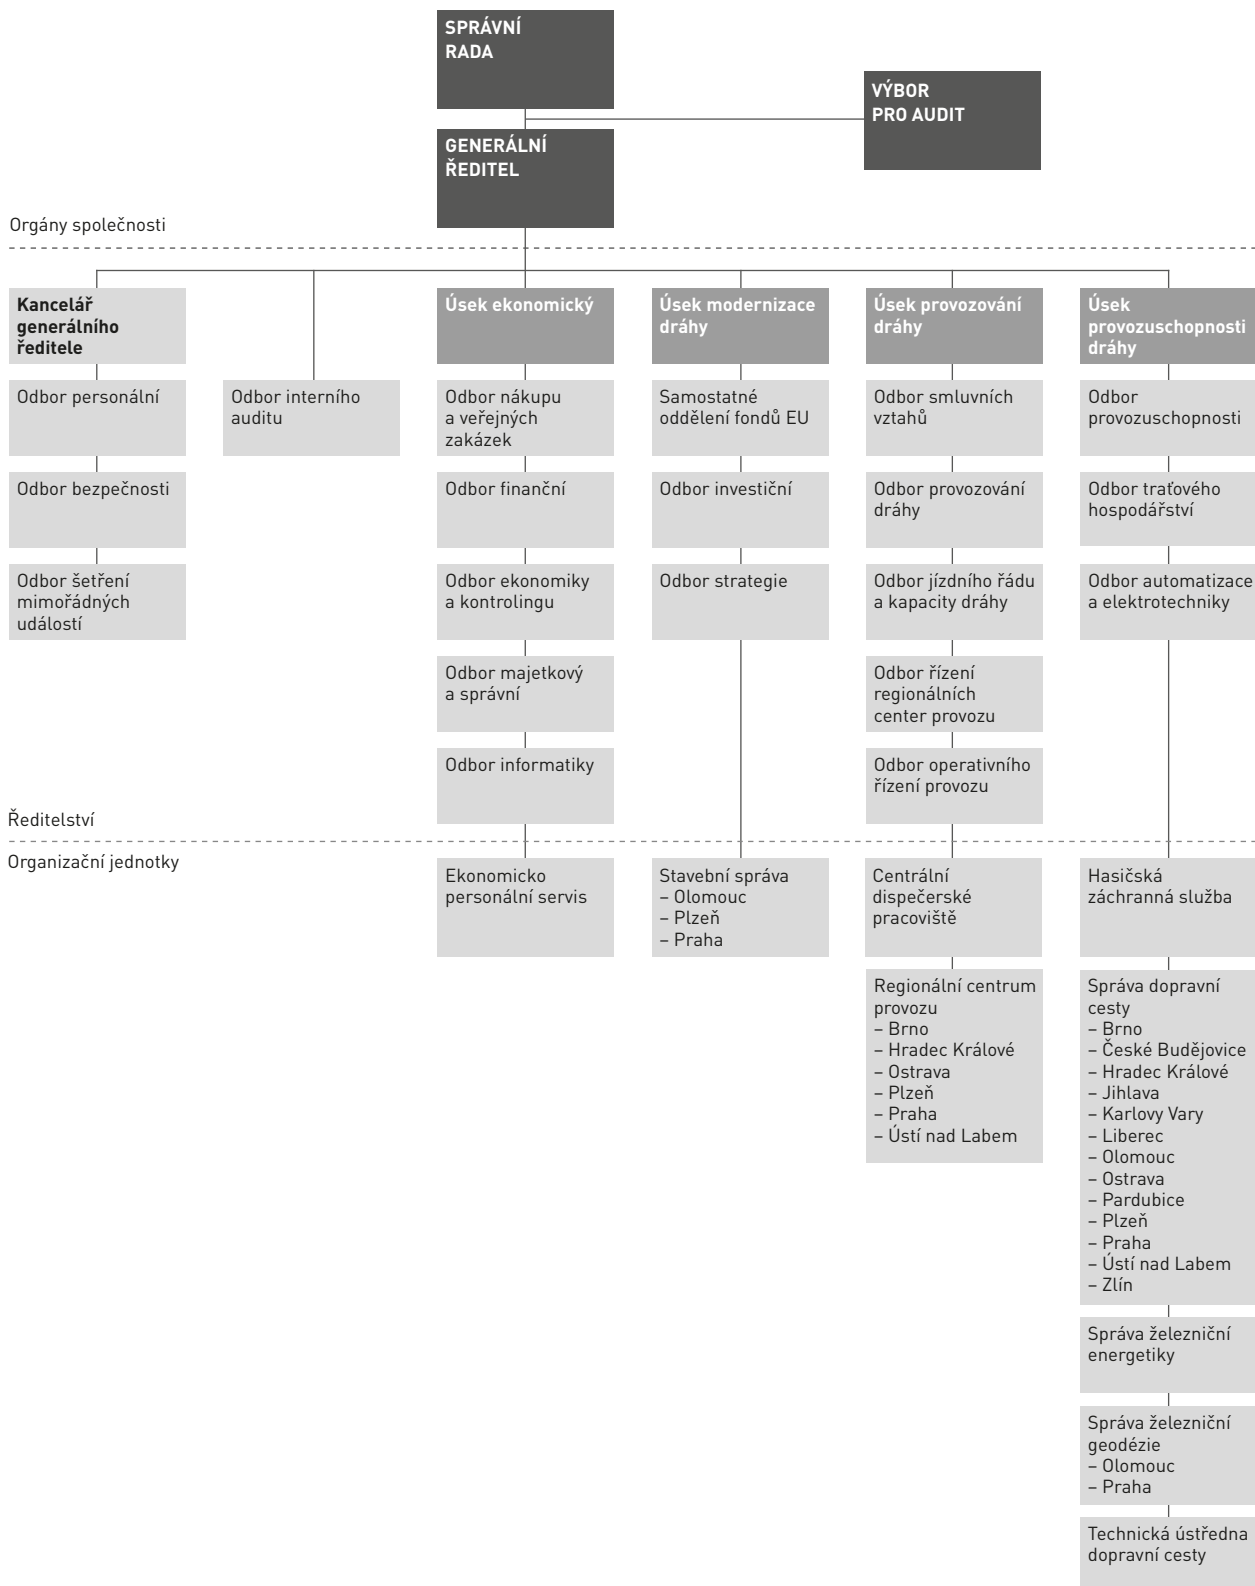 SPRÁVNÍ
RADA
VÝBOR
PRO AUDIT
GENERÁLNÍ
ŘEDITEL
Orgány společnosti
Kancelář
generálního
ředitele
Odbor personální
Odbor bezpečnosti
Odbor šetření
mimořádných
událostí
Odbor interního
auditu
Úsek ekonomický
Odbor nákupu
a veřejných
zakázek
Odbor finanční
Odbor ekonomiky
a kontrolingu
Odbor majetkový
a správní
Odbor informatiky
Úsek modernizace
dráhy
Samostatné
oddělení fondů EU
Odbor investiční
Odbor strategie
Úsek provozování
dráhy
Odbor smluvních
vztahů
Odbor provozování
dráhy
Odbor jízdního řádu
a kapacity dráhy
Odbor řízení
regionálních
center provozu
Odbor operativního
řízení provozu
Úsek
provozuschopnosti
dráhy
Odbor
provozuschopnosti
Odbor traťového
hospodářství
Odbor automatizace
a elektrotechniky
Ředitelství
Organizační jednotky
Ekonomicko
personální servis
Stavební správa
– Olomouc
– Plzeň
– Praha
Centrální
dispečerské
pracoviště
Regionální centrum
provozu
– Brno
– Hradec Králové
– Ostrava
– Plzeň
– Praha
– Ústí nad Labem
Hasičská
záchranná služba
Správa dopravní
cesty
– Brno
– České Budějovice
– Hradec Králové
– Jihlava
– Karlovy Vary
– Liberec
– Olomouc
– Ostrava
– Pardubice
– Plzeň
– Praha
– Ústí nad Labem
– Zlín
Správa železniční
energetiky
Správa železniční
geodézie
– Olomouc
– Praha
Technická ústředna
dopravní cesty